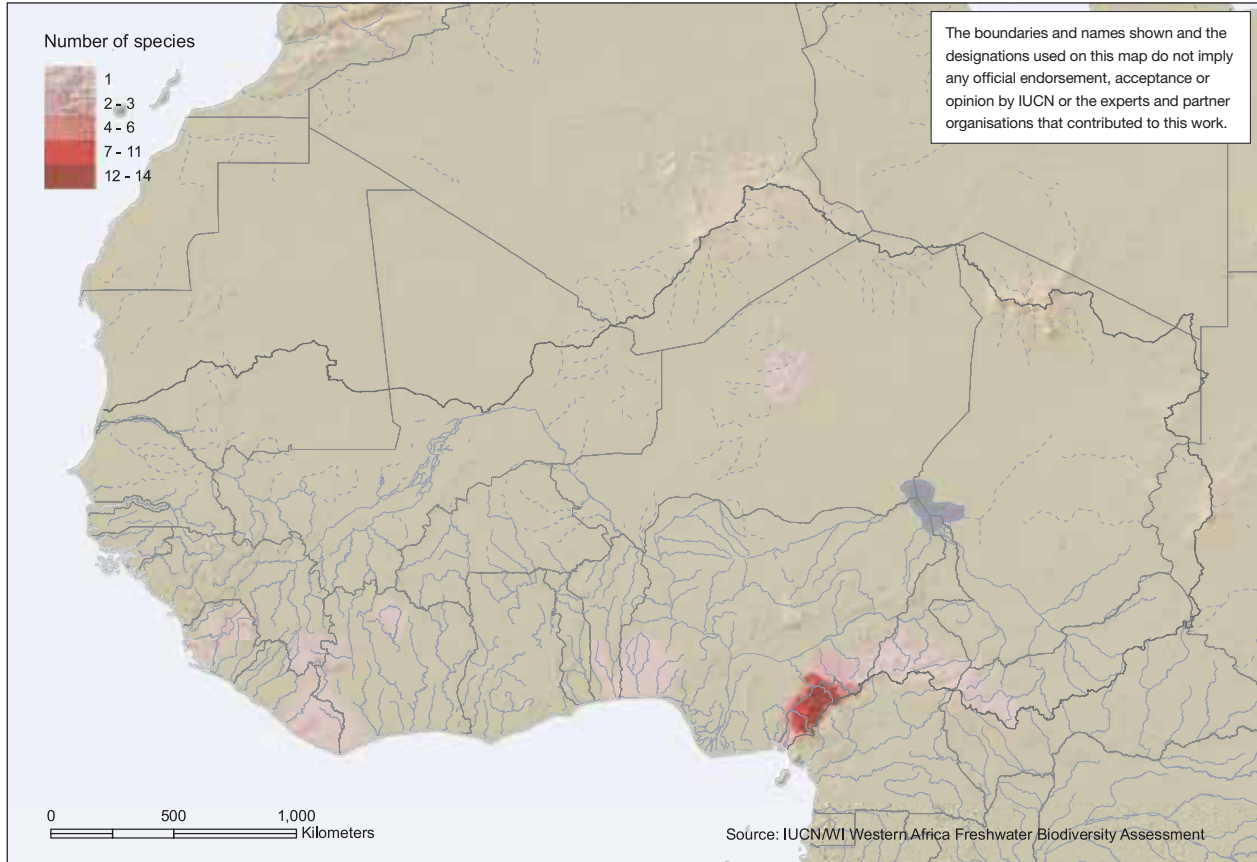 Number of species
1
2 - 3
4 - 6
7 - 11
12 - 14
The boundaries and names shown and the
designations used on this map do not imply
any official endorsement, acceptance or
opinion by IUCN or the experts and partner
organisations that contributed to this work.
0 500 1,000
Kilometers
Source: IUCN/WI Western Africa Freshwater Biodiversity Assessment